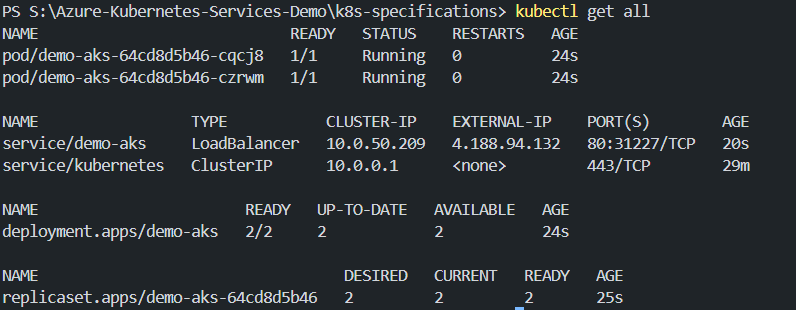 PS S:\Azure-Kubernetes-Services-Demo\k8s-specifications> kubectl get all
NAME READY STATUS RESTARTS AGE
pod/demo-aks-64cd8d5b46-cqcj8 1/1 Running 0 24s
pod/demo-aks-64cd8d5b46-czrwm 1/1 Running 0 24s
NAME TYPE CLUSTER-IP EXTERNAL-IP PORT(S) AGE
service/demo-aks LoadBalancer 10.0.50.209 4.188.94.132 80:31227/TCP 20s
service/kubernetes ClusterIP 10.0.0.1 <none> 443/TCP 29m
NAME READY UP-TO-DATE AVAILABLE AGE
deployment.apps/demo-aks 2/2 2 2 24s
NAME DESIRED CURRENT READY AGE
replicaset.apps/demo-aks-64cd8d5b46 2 2 2 25s